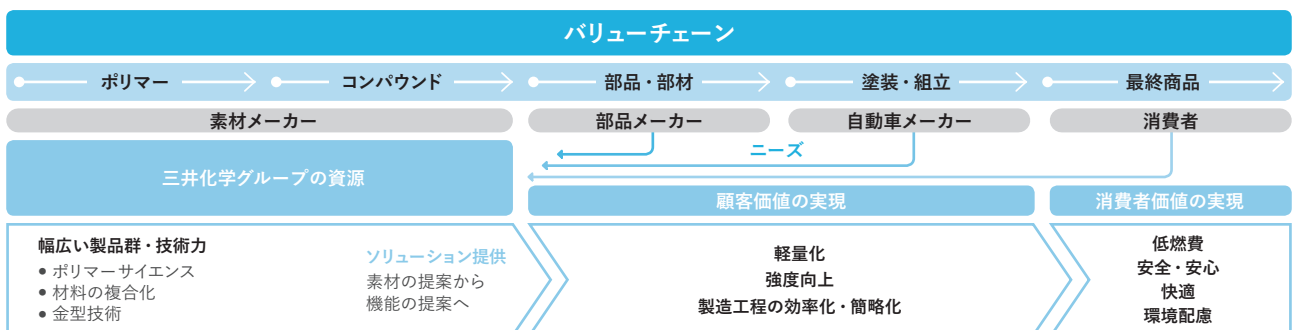 バリューチェーン
ポリマー
コンパウンド
部品・部材
塗装・組立
最終商品
素材メーカー
部品メーカー
自動車メーカー
消費者
ニーズ
三井化学グループの資源
顧客価値の実現
消費者価値の実現
幅広い製品群・技術力
● ポリマーサイエンス
● 材料の複合化
● 金型技術
ソリューション提供
素材の提案から
機能の提案へ
軽量化
強度向上
製造工程の効率化・簡略化
低燃費
安全・安心
快適
環境配慮